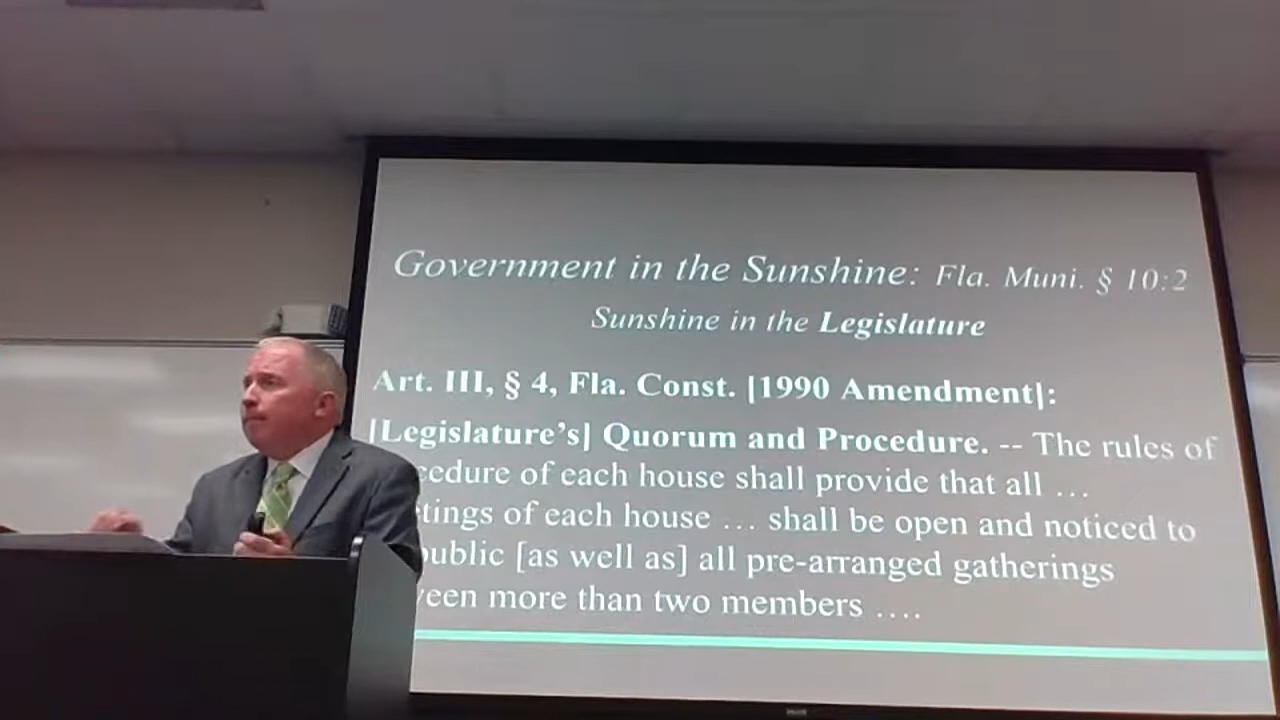 Government in the Sunshine: Fla. Muni. § 10:2
Sunshine in the Legislature
Art. III, § 4, Fla. Const. [1990 Amendment]:
[Legislature's] Quorum and Procedure. -- The rules of
cedure of each house shall provide that all …
tings of each house … shall be open and noticed to
public [as well as] all pre-arranged gatherings
veen more than two members ….